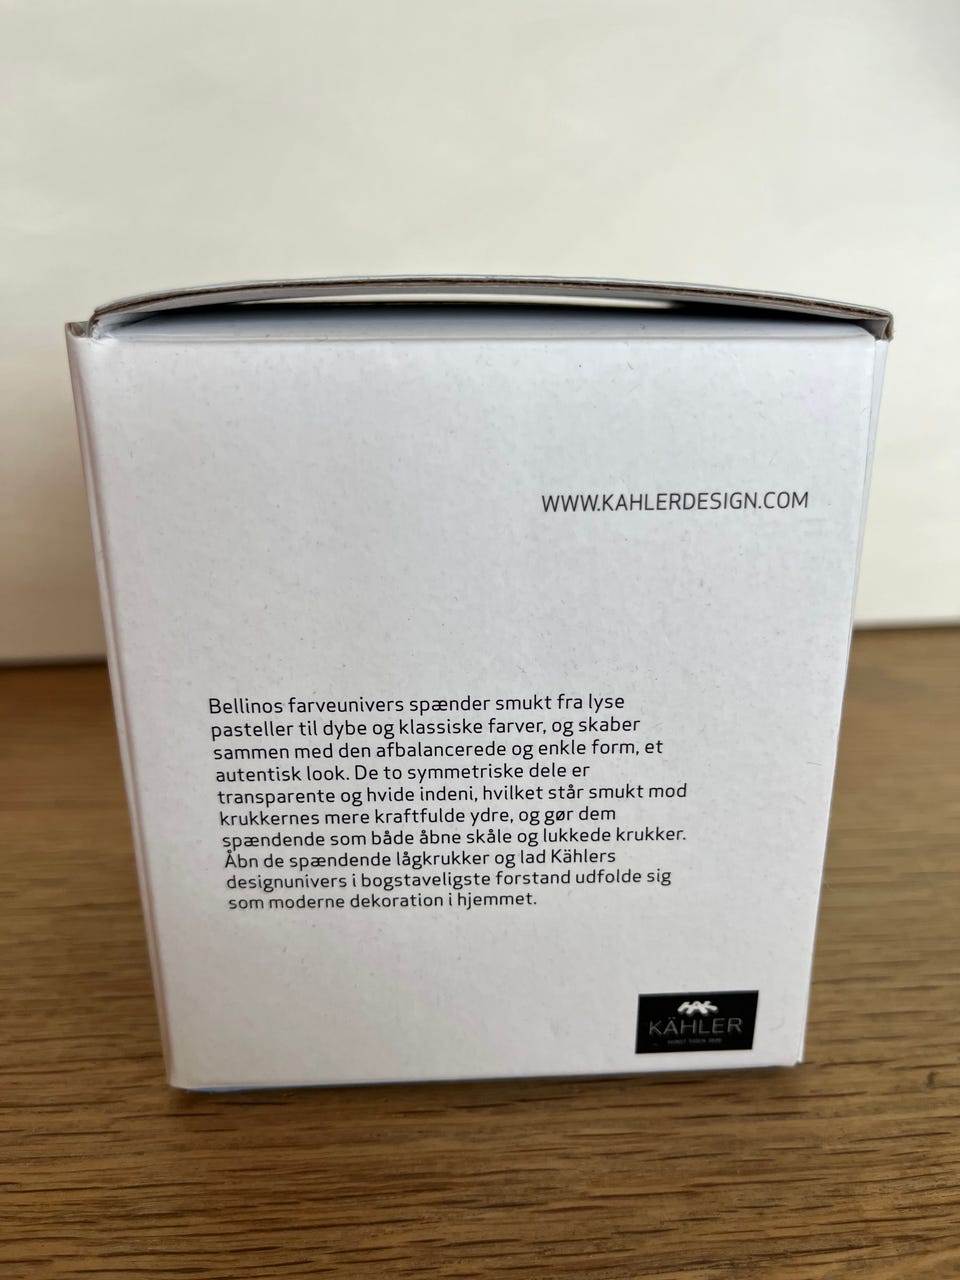 WWW.KAHLERDESIGN.COM
Bellinos farveunivers spænder smukt fra lyse
pasteller til dybe og klassiske farver, og skaber
sammen med den afbalancerede og enkle form, et
autentisk look. De to symmetriske dele er
transparente og hvide indeni, hvilket står smukt mod
krukkernes mere kraftfulde ydre, og gør dem
spændende som både åbne skåle og lukkede krukker.
Åbn de spændende lågkrukker og lad Kählers
designunivers i bogstaveligste forstand udfolde sig
som moderne dekoration i hjemmet.
KÄHLER